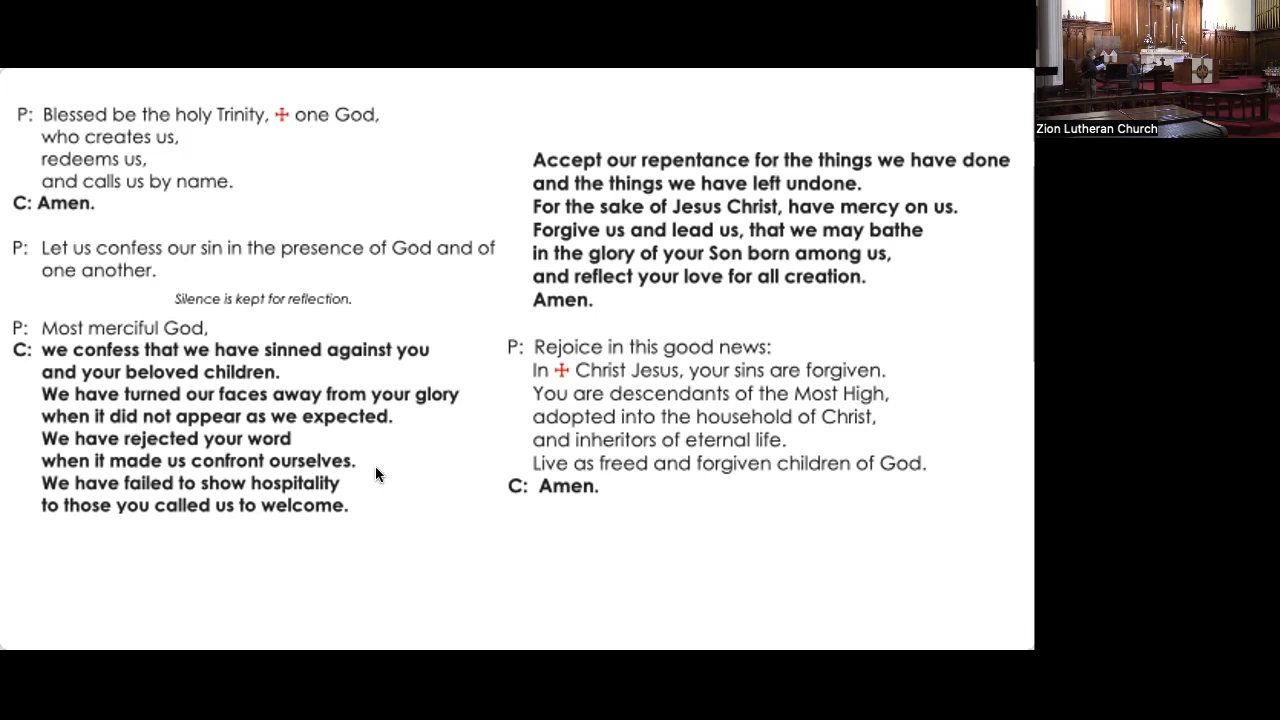 P: Blessed be the holy Trinity, ☩ one God,
who creates us,
redeems us,
and calls us by name.
C: Amen.
P: Let us confess our sin in the presence of God and of
one another.
Silence is kept for reflection.
P: Most merciful God,
C: we confess that we have sinned against you
and your beloved children.
We have turned our faces away from your glory
when it did not appear as we expected.
We have rejected your word
when it made us confront ourselves.
We have failed to show hospitality
to those you called us to welcome.
Accept our repentance for the things we have done
and the things we have left undone.
For the sake of Jesus Christ, have mercy on us.
Forgive us and lead us, that we may bathe
in the glory of your Son born among us,
and reflect your love for all creation.
Amen.
P: Rejoice in this good news:
In ☩ Christ Jesus, your sins are forgiven.
You are descendants of the Most High,
adopted into the household of Christ,
and inheritors of eternal life.
Live as freed and forgiven children of God.
C: Amen.
Zion Lutheran Church